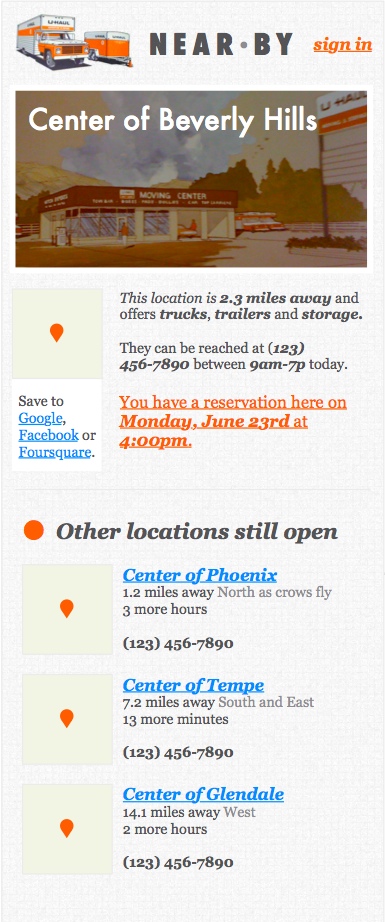 U-HAUL
NEAR•BY
sign in
Center of Beverly Hills
U-HAUL
MOVING CENTER
This location is 2.3 miles away and
offers trucks, trailers and storage.
They can be reached at (123)
456-7890 between 9am-7p today.
You have a reservation here on
Monday, June 23rd at
4:00pm.
Save to
Google,
Facebook or
Foursquare.
Other locations still open
Center of Phoenix
1.2 miles away North as crows fly
3 more hours
(123) 456-7890
Center of Tempe
7.2 miles away South and East
13 more minutes
(123) 456-7890
Center of Glendale
14.1 miles away West
2 more hours
(123) 456-7890